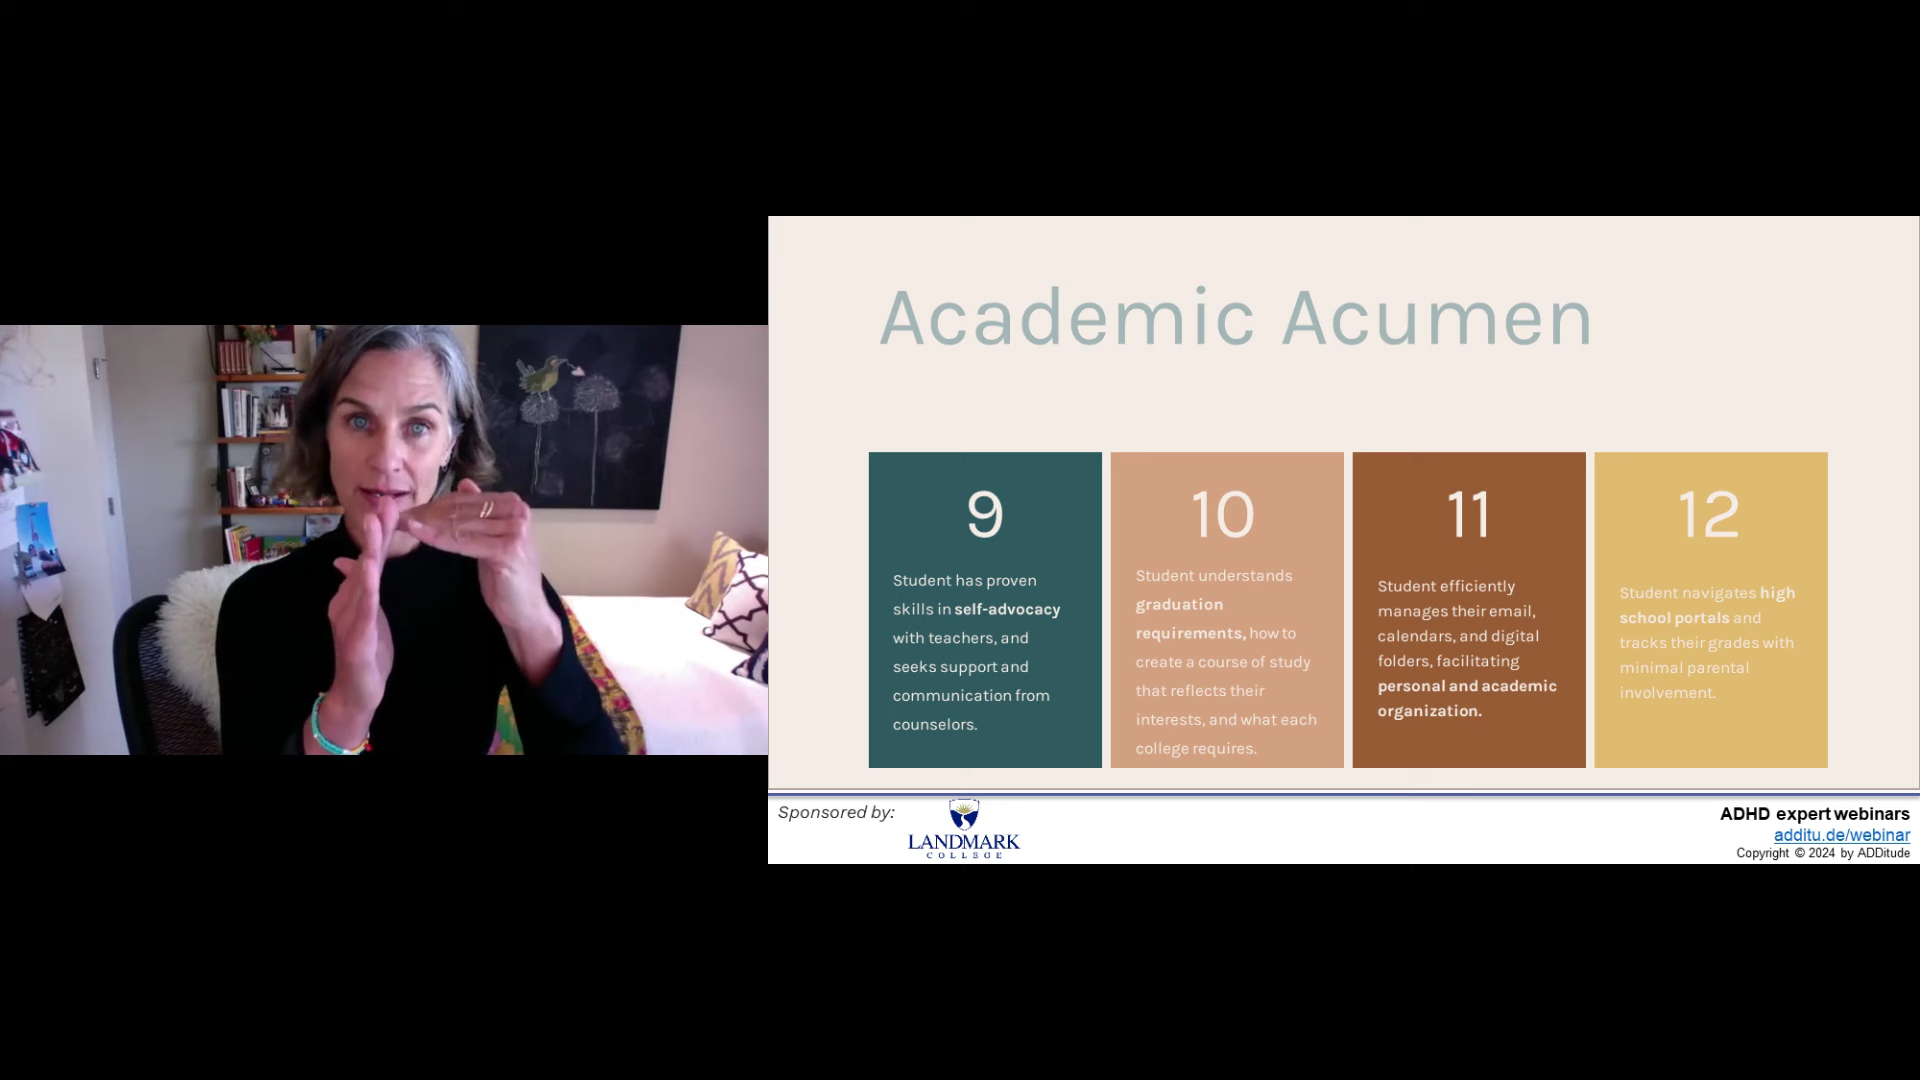 Academic Acumen
9
Student has proven
skills in self-advocacy
with teachers, and
seeks support and
communication from
counselors.
10
Student understands
graduation
requirements, how to
create a course of study
that reflects their
interests, and what each
college requires.
11
Student efficiently
manages their email,
calendars, and digital
folders, facilitating
personal and academic
organization.
12
Student navigates high
school portals and
tracks their grades with
minimal parental
involvement.
Sponsored by:
LANDMARK
COLLEGE
ADHD expert webinars
additu.de/webinar
Copyright © 2024 by ADDitude